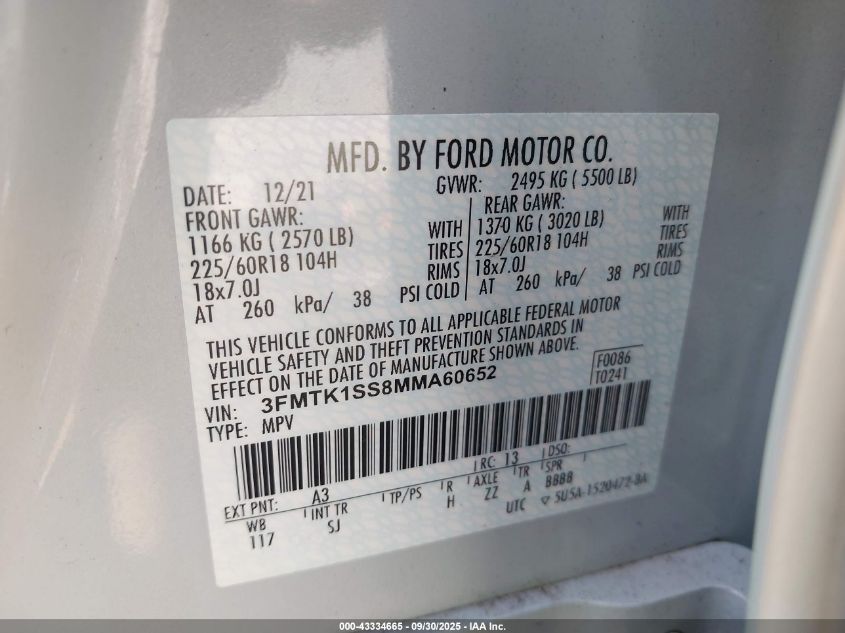 MFD. BY FORD MOTOR CO.
DATE: 12/21 GVWR: 2495 KG ( 5500 LB)
FRONT GAWR: REAR GAWR:
1166 KG ( 2570 LB) WITH 1370 KG ( 3020 LB) WITH
225/60R18 104H TIRES 225/60R18 104H TIRES
18x7.0J RIMS 18x7.0J RIMS
AT 260 kPa/ 38 PSI COLD AT 260 kPa/ 38 PSI COLD
THIS VEHICLE CONFORMS TO ALL APPLICABLE FEDERAL MOTOR
VEHICLE SAFETY AND THEFT PREVENTION STANDARDS IN
EFFECT ON THE DATE OF MANUFACTURE SHOWN ABOVE.
F0086
T0241
VIN: 3FMTK1SS8MMA60652
TYPE: MPV
EXT PNT: A3 RC: 13 DSO:
WB INT TR TP/PS R AXLE TR SPR
117 SJ H ZZ A BBBB
UTC 5U5A-1520472-BA
000-43334665 - 09/30/2025 - IAA Inc.